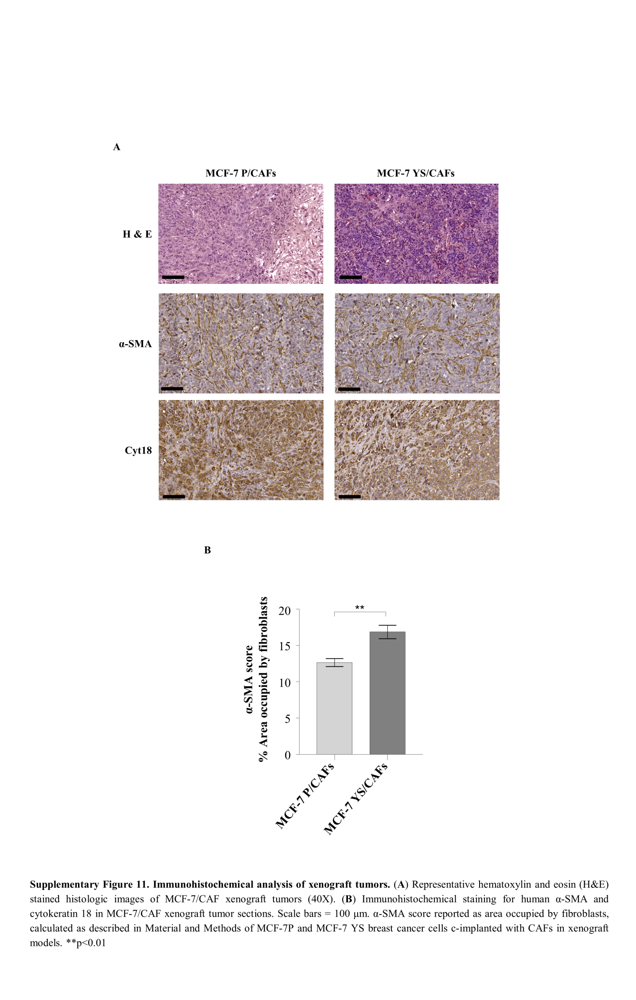 A
MCF-7 P/CAFs
MCF-7 YS/CAFs
H & E
α-SMA
Cyt18
B
α-SMA score
% Area occupied by fibroblasts
20
15
10
5
0
**
MCF-7 P/CAFs
MCF-7 YS/CAFs
Supplementary Figure 11. Immunohistochemical analysis of xenograft tumors. (A) Representative hematoxylin and eosin (H&E)
stained histologic images of MCF-7/CAF xenograft tumors (40X). (B) Immunohistochemical staining for human α-SMA and
cytokeratin 18 in MCF-7/CAF xenograft tumor sections. Scale bars = 100 μm. α-SMA score reported as area occupied by fibroblasts,
calculated as described in Material and Methods of MCF-7P and MCF-7 YS breast cancer cells c-implanted with CAFs in xenograft
models. **p<0.01